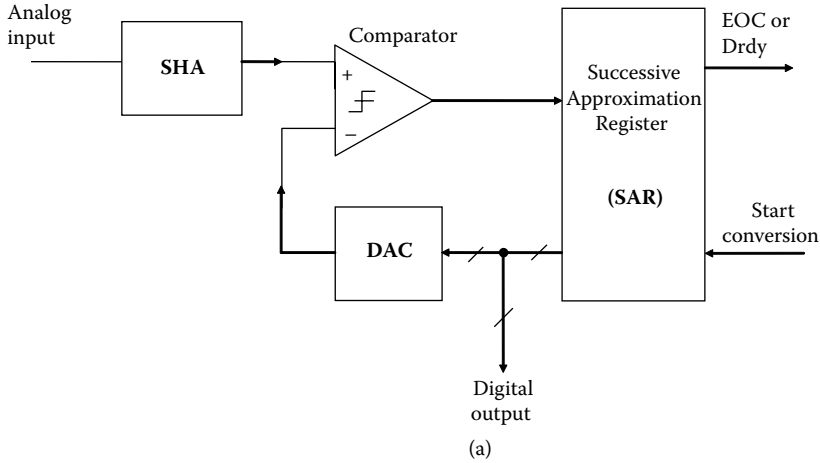 Analog
input
SHA
Comparator
+
−
Successive
Approximation
Register
(SAR)
EOC or
Drdy
Start
conversion
DAC
Digital
output
(a)